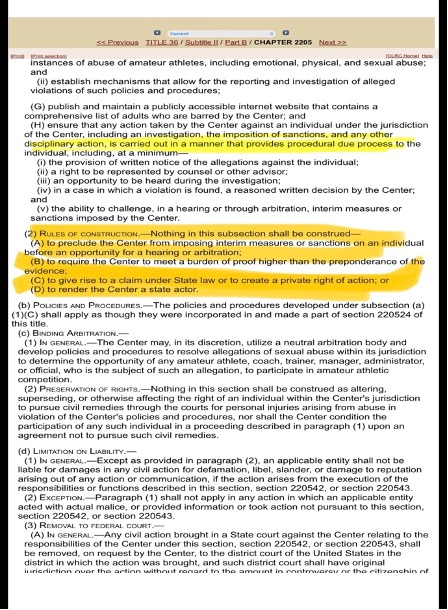 Current
<< Previous TITLE 36 / Subtitle II / Part B / CHAPTER 2205 Next >>
[Print] [Print selection] [OLRC Home] Help
instances of abuse of amateur athletes, including emotional, physical, and sexual abuse;
and
(ii) establish mechanisms that allow for the reporting and investigation of alleged
violations of such policies and procedures;
(G) publish and maintain a publicly accessible internet website that contains a
comprehensive list of adults who are barred by the Center; and
(H) ensure that any action taken by the Center against an individual under the jurisdiction
of the Center, including an investigation, the imposition of sanctions, and any other
disciplinary action, is carried out in a manner that provides procedural due process to the
individual, including, at a minimum—
(i) the provision of written notice of the allegations against the individual;
(ii) a right to be represented by counsel or other advisor;
(iii) an opportunity to be heard during the investigation;
(iv) in a case in which a violation is found, a reasoned written decision by the Center;
and
(v) the ability to challenge, in a hearing or through arbitration, interim measures or
sanctions imposed by the Center.
(2) RULES OF CONSTRUCTION.—Nothing in this subsection shall be construed—
(A) to preclude the Center from imposing interim measures or sanctions on an individual
before an opportunity for a hearing or arbitration;
(B) to require the Center to meet a burden of proof higher than the preponderance of the
evidence;
(C) to give rise to a claim under State law or to create a private right of action; or
(D) to render the Center a state actor.
(b) POLICIES AND PROCEDURES.—The policies and procedures developed under subsection (a)
(1)(C) shall apply as though they were incorporated in and made a part of section 220524 of
this title.
(c) BINDING ARBITRATION.—
(1) IN GENERAL.—The Center may, in its discretion, utilize a neutral arbitration body and
develop policies and procedures to resolve allegations of sexual abuse within its jurisdiction
to determine the opportunity of any amateur athlete, coach, trainer, manager, administrator,
or official, who is the subject of such an allegation, to participate in amateur athletic
competition.
(2) PRESERVATION OF RIGHTS.—Nothing in this section shall be construed as altering,
superseding, or otherwise affecting the right of an individual within the Center's jurisdiction
to pursue civil remedies through the courts for personal injuries arising from abuse in
violation of the Center's policies and procedures, nor shall the Center condition the
participation of any such individual in a proceeding described in paragraph (1) upon an
agreement not to pursue such civil remedies.
(d) LIMITATION ON LIABILITY.—
(1) IN GENERAL.—Except as provided in paragraph (2), an applicable entity shall not be
liable for damages in any civil action for defamation, libel, slander, or damage to reputation
arising out of any action or communication, if the action arises from the execution of the
responsibilities or functions described in this section, section 220542, or section 220543.
(2) EXCEPTION.—Paragraph (1) shall not apply in any action in which an applicable entity
acted with actual malice, or provided information or took action not pursuant to this section,
section 220542, or section 220543.
(3) REMOVAL TO FEDERAL COURT.—
(A) IN GENERAL.—Any civil action brought in a State court against the Center relating to the
responsibilities of the Center under this section, section 220542, or section 220543, shall
be removed, on request by the Center, to the district court of the United States in the
district in which the action was brought, and such district court shall have original
jurisdiction over the action without regard to the amount in controversy or the citizenship of